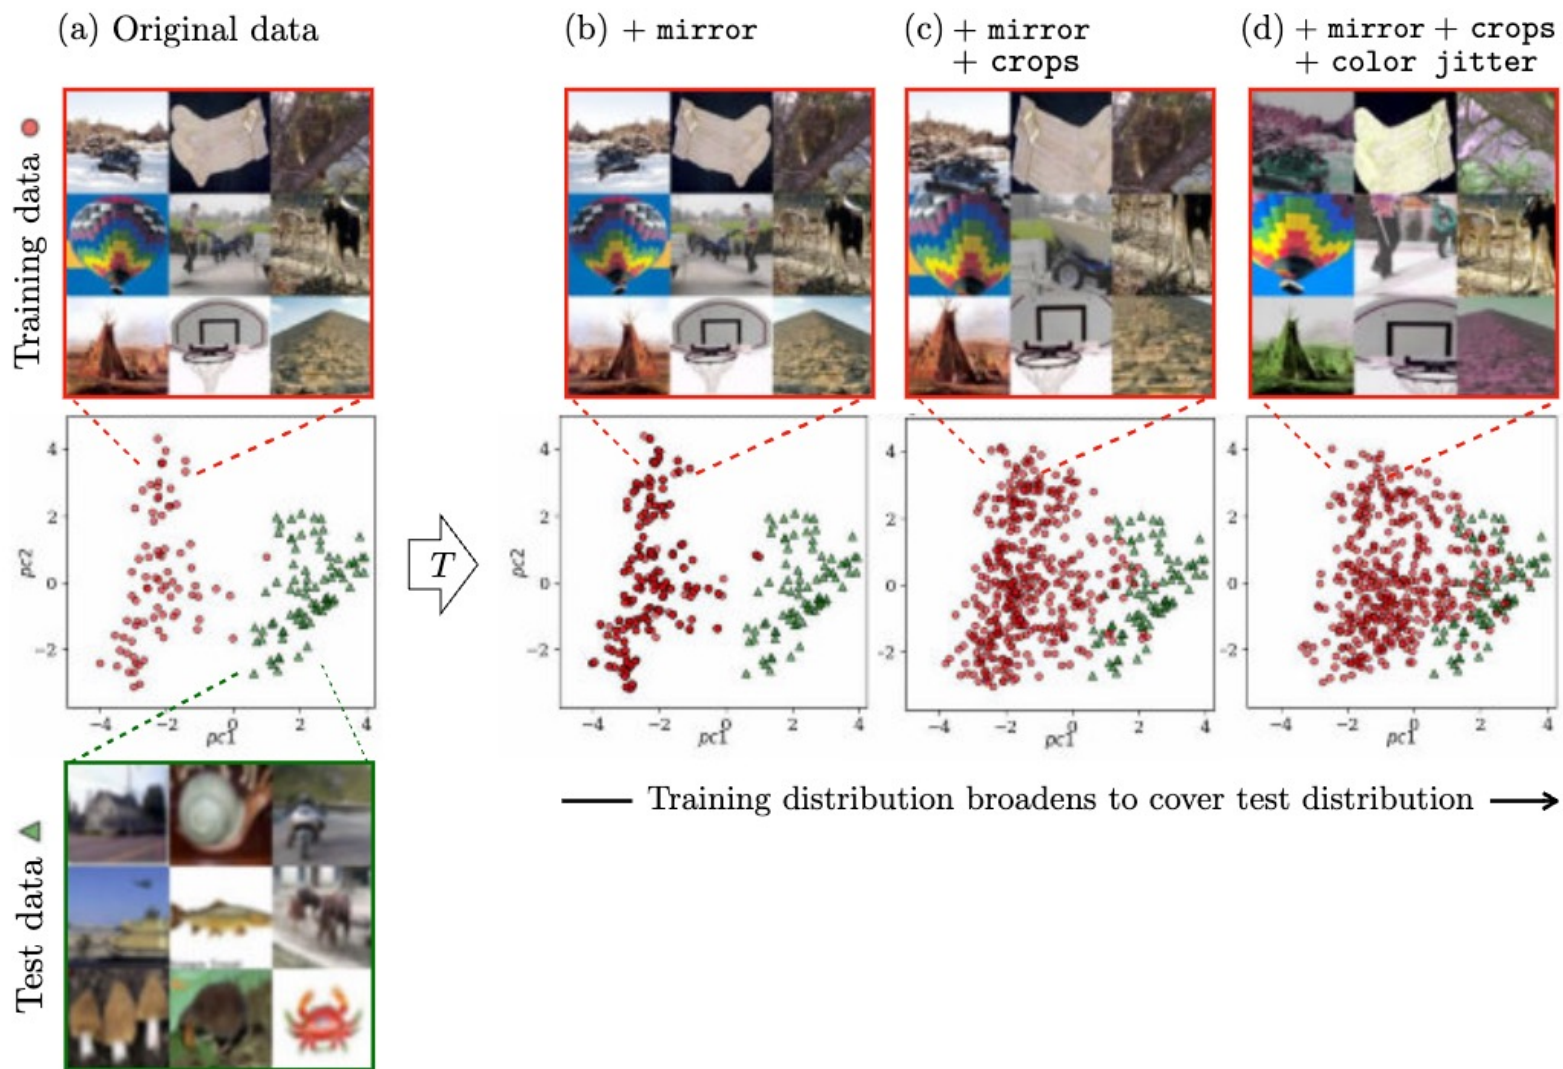 (a) Original data
(b) + mirror
(c) + mirror
+ crops
(d) + mirror + crops
+ color jitter
Training data
pc2
4
2
0
−2
−4
−2
0
2
4
pc1
T
pc2
4
2
0
−2
−4
−2
0
2
4
pc1
4
2
0
-2
−4
−2
0
2
4
pc1
4
2
0
-2
−4
−2
0
2
4
pc1
Training distribution broadens to cover test distribution
Test data